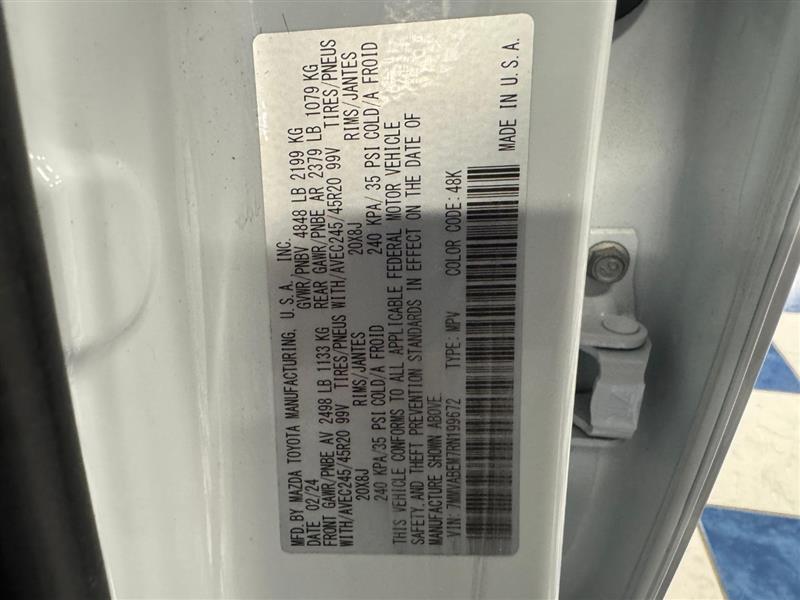 MFD. BY MAZDA TOYOTA MANUFACTURING, U.S.A. INC.
DATE 02/24 GVWR/PNBV 4848 LB 2199 KG
FRONT GAWR/PNBE AV 2498 LB 1133 KG REAR GAWR/PNBE AR 2379 LB 1079 KG
WITH/AVEC245/45R20 99V TIRES/PNEUS WITH/AVEC245/45R20 99V TIRES/PNEUS
20X8J RIMS/JANTES 20X8J RIMS/JANTES
240 KPA/35 PSI COLD/A FROID 240 KPA/ 35 PSI COLD/A FROID
THIS VEHICLE CONFORMS TO ALL APPLICABLE FEDERAL MOTOR VEHICLE
SAFETY, AND THEFT PREVENTION STANDARDS IN EFFECT ON THE DATE OF
MANUFACTURE SHOWN ABOVE.
VIN: 7MMVABEM7RN199672 TYPE: MPV COLOR CODE: 48K
MADE IN U.S.A.